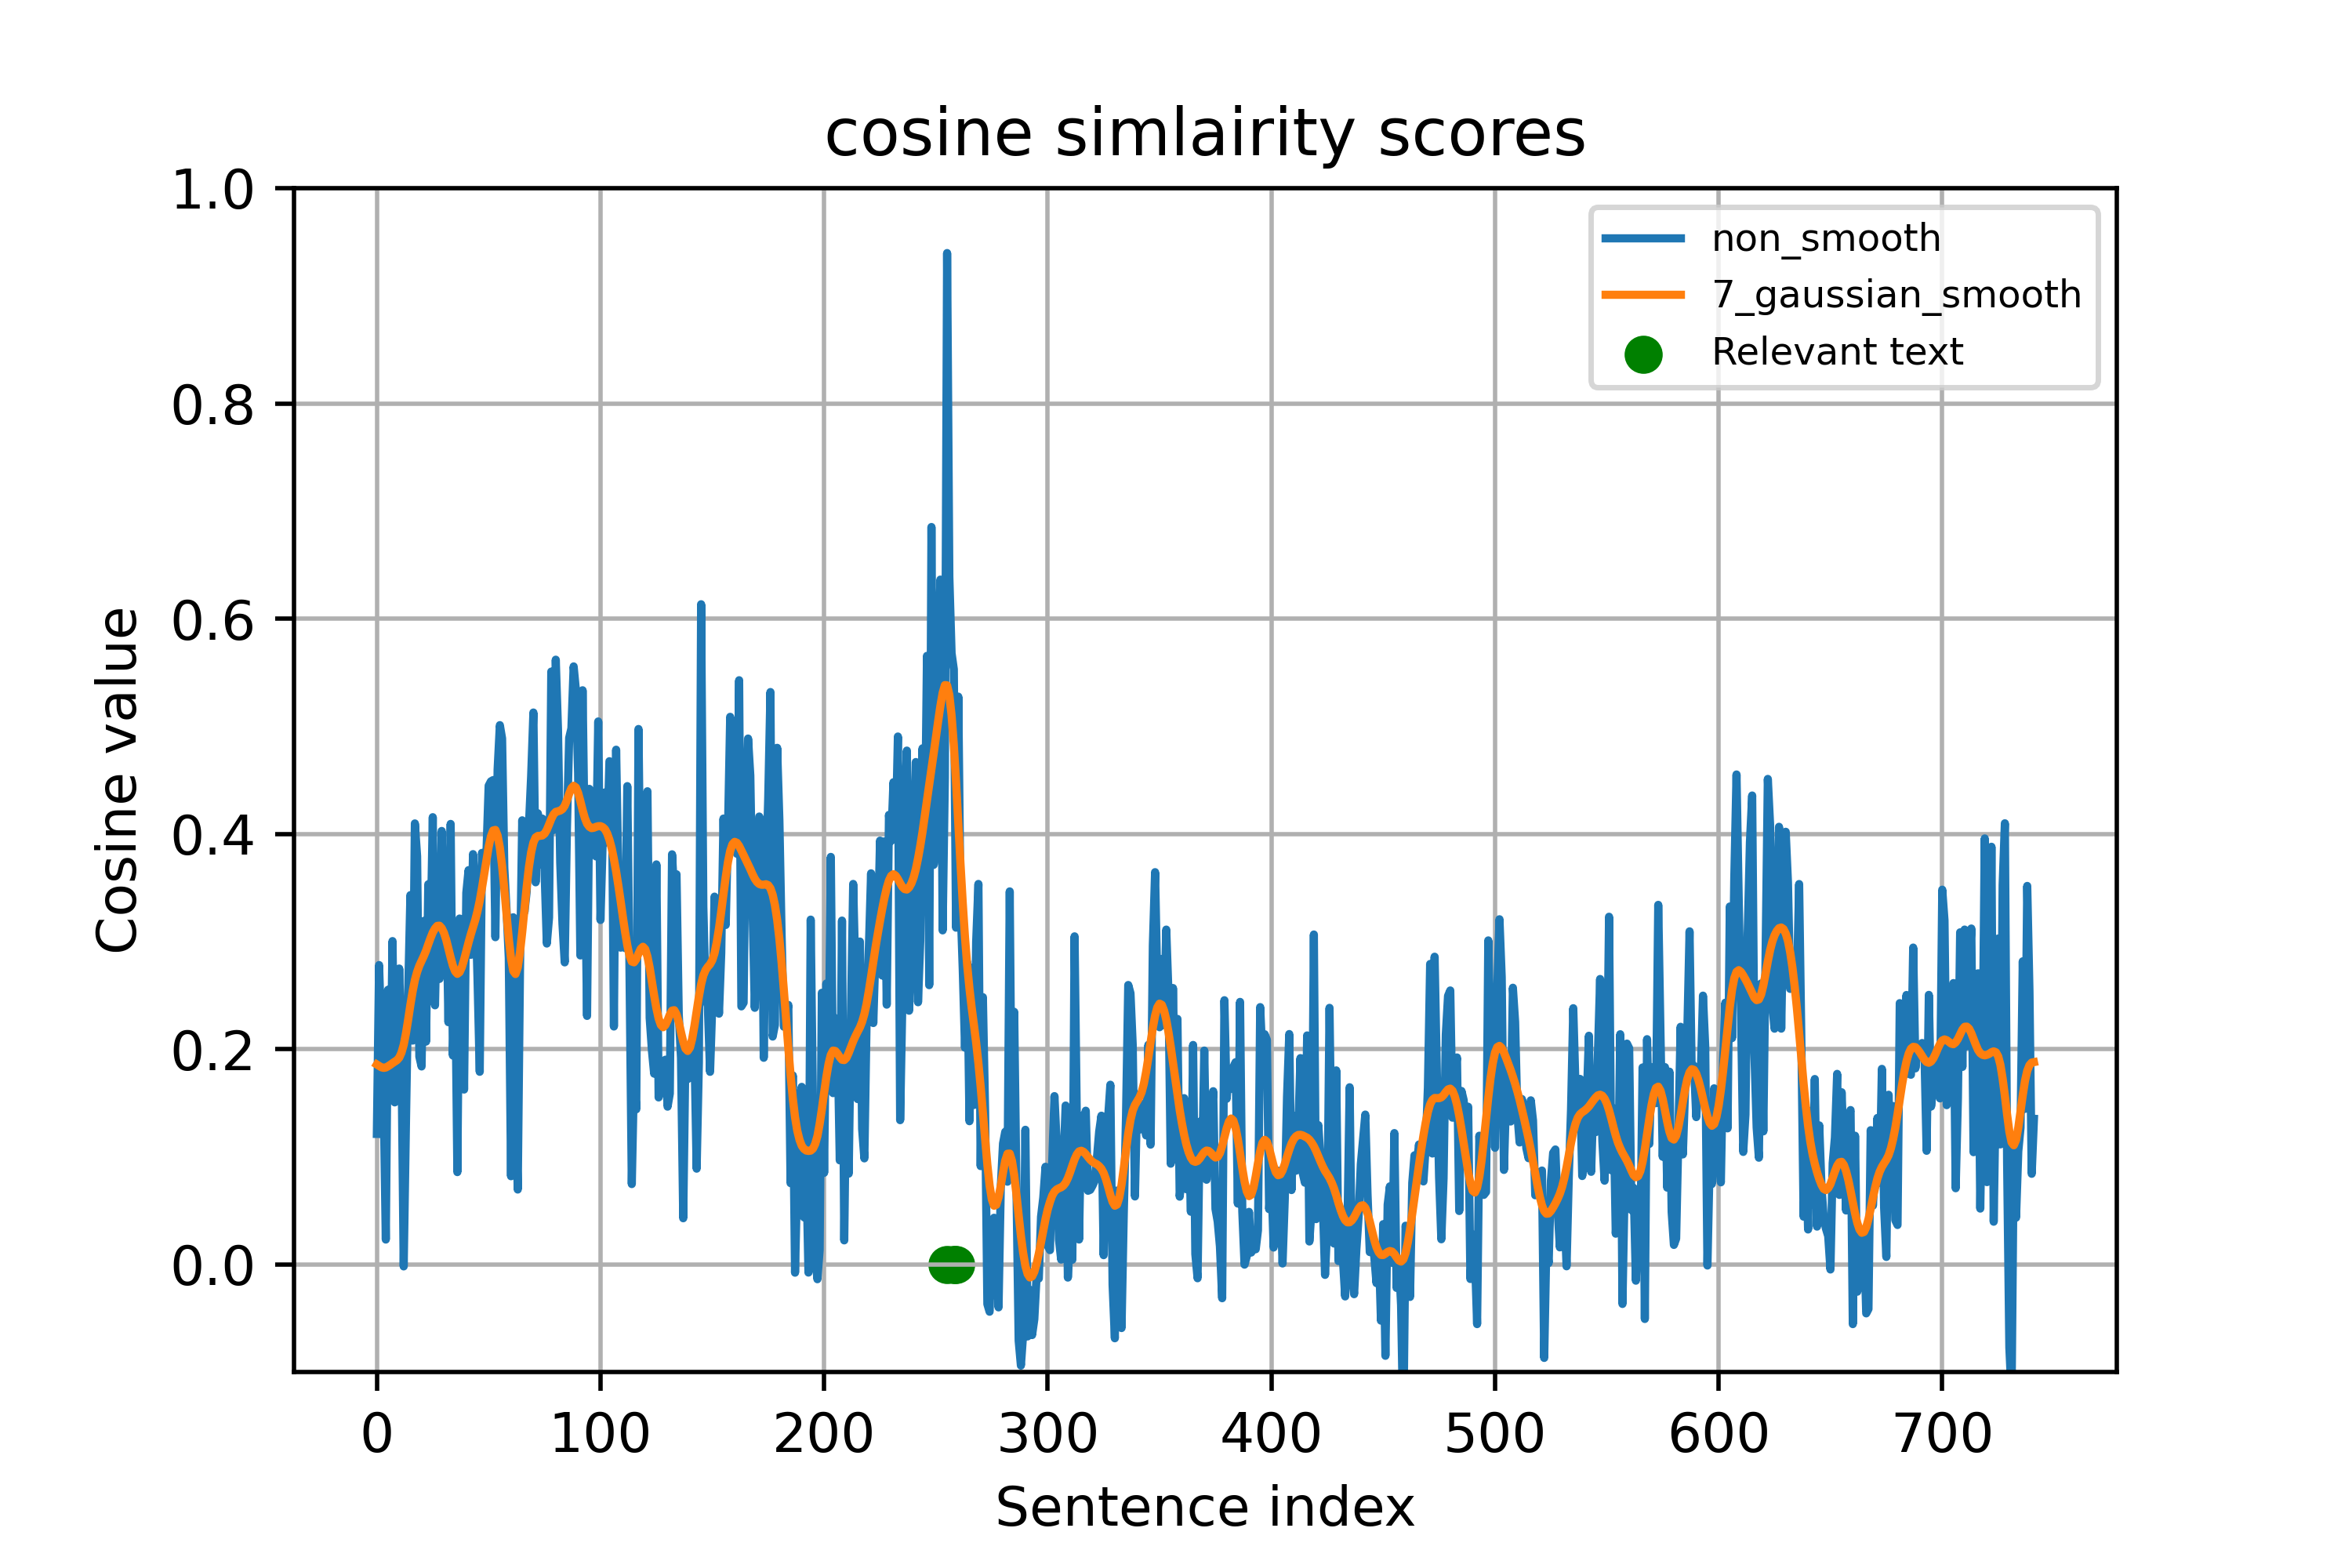 cosine simlairity scores
1.0
0.8
0.6
0.4
0.2
0.0
Cosine value
non_smooth
7_gaussian_smooth
Relevant text
0 100 200 300 400 500 600 700
Sentence index